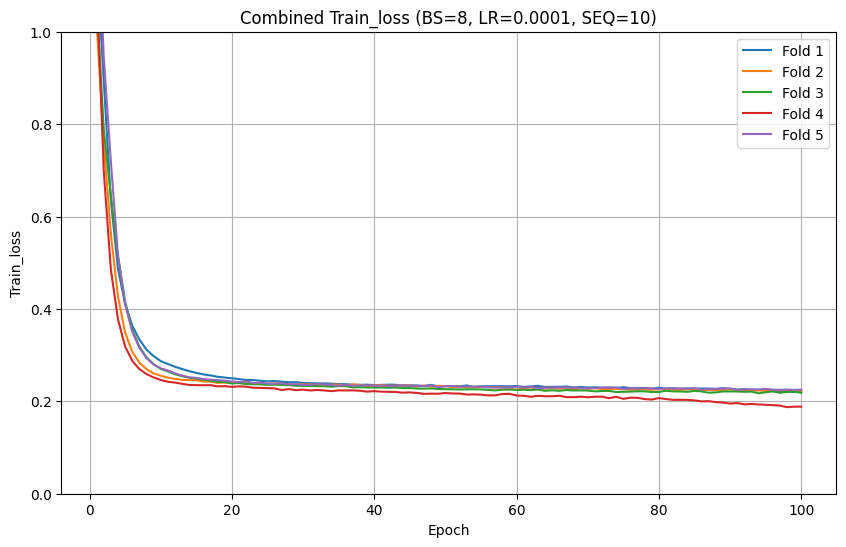 Combined Train_loss (BS=8, LR=0.0001, SEQ=10)
1.0
0.8
0.6
0.4
0.2
0.0
Train_loss
Fold 1
Fold 2
Fold 3
Fold 4
Fold 5
0 20 40 60 80 100
Epoch